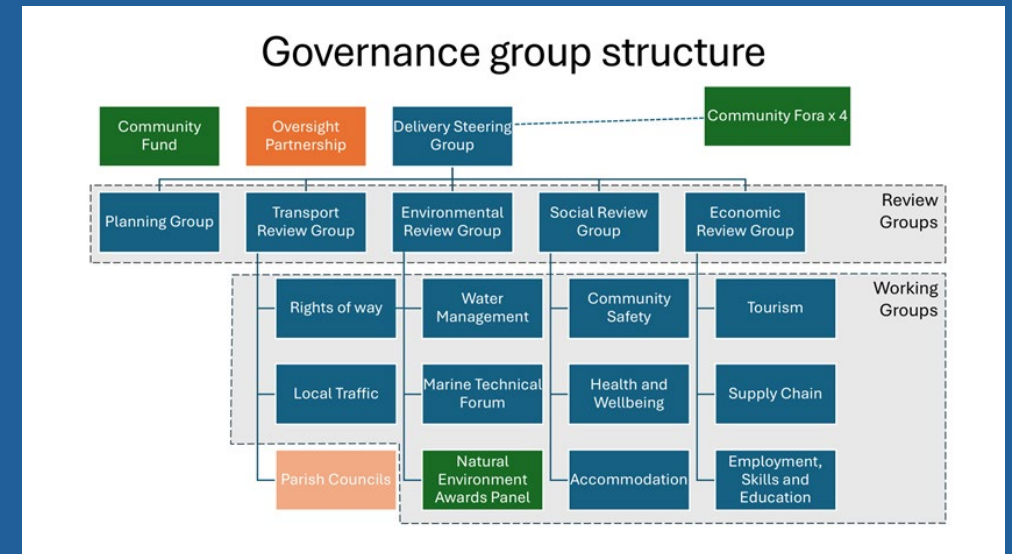 Governance group structure
Community
Fund
Oversight
Partnership
Delivery Steering
Group
Community Fora x 4
Planning Group
Transport
Review Group
Environmental
Review Group
Social Review
Group
Economic
Review Group
Review
Groups
Rights of way
Water
Management
Community
Safety
Tourism
Working
Groups
Local Traffic
Marine Technical
Forum
Health and
Wellbeing
Supply Chain
Parish Councils
Natural
Environment
Awards Panel
Accommodation
Employment,
Skills and
Education